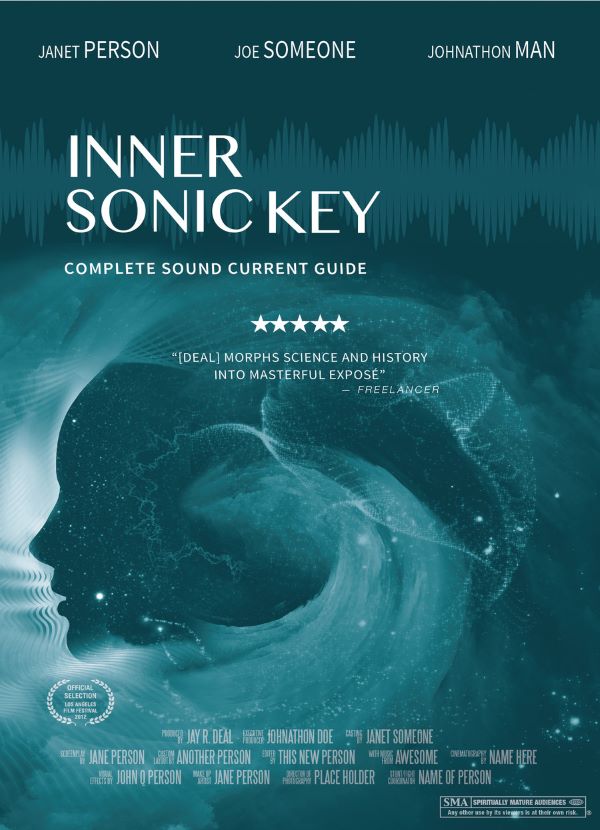 JANET PERSON JOE SOMEONE JOHNATHON MAN
INNER
SONIC KEY
COMPLETE SOUND CURRENT GUIDE
★★★★★
“[DEAL] MORPHS SCIENCE AND HISTORY
INTO MASTERFUL EXPOSÉ”
– FREELANCER
OFFICIAL
SELECTION
LOS ANGELES
FILM FESTIVAL
2012
PRODUCED BY JAY R. DEAL EXECUTIVE PRODUCER JOHNATHON DOE CASTING BY JANET SOMEONE
SCREENPLAY BY JANE PERSON CUSTOM LAYOUT BY ANOTHER PERSON EDITED BY THIS NEW PERSON WITH MUSIC FROM AWESOME CINEMATOGRAPHY BY NAME HERE
VISUAL EFFECTS BY JOHN Q PERSON MAKE UP ARTIST JANE PERSON DIRECTOR OF PHOTOGRAPHY PLACE HOLDER STUNT/FIGHT COORDINATOR NAME OF PERSON
SMA SPIRITUALLY MATURE AUDIENCES
Any other use by its viewers is at their own risk. ®